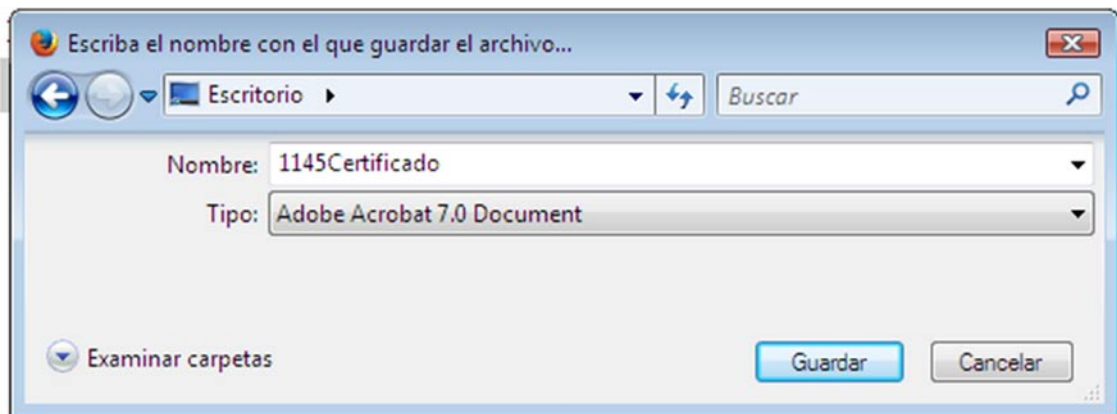 Escriba el nombre con el que guardar el archivo...
Escritorio
Buscar
Nombre: 1145Certificado
Tipo: Adobe Acrobat 7.0 Document
Examinar carpetas
Guardar
Cancelar